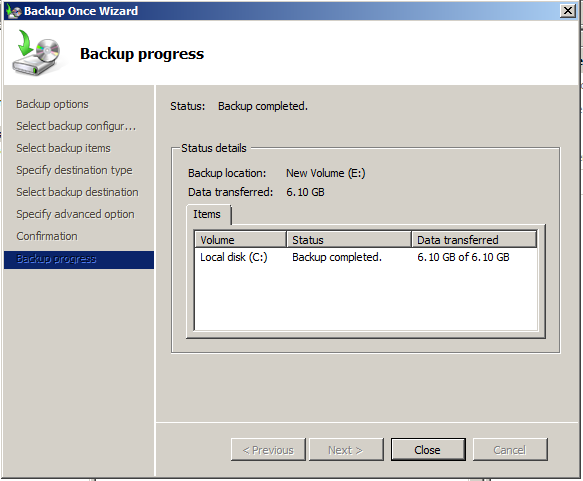 Backup Once Wizard
Backup progress
Backup options
Select backup configur...
Select backup items
Specify destination type
Select backup destination
Specify advanced option
Confirmation
Backup progress
Status: Backup completed.
Status details
Backup location: New Volume (E:)
Data transferred: 6.10 GB
Items
Volume Status Data transferred
Local disk (C:) Backup completed. 6.10 GB of 6.10 GB
< Previous Next > Close Cancel